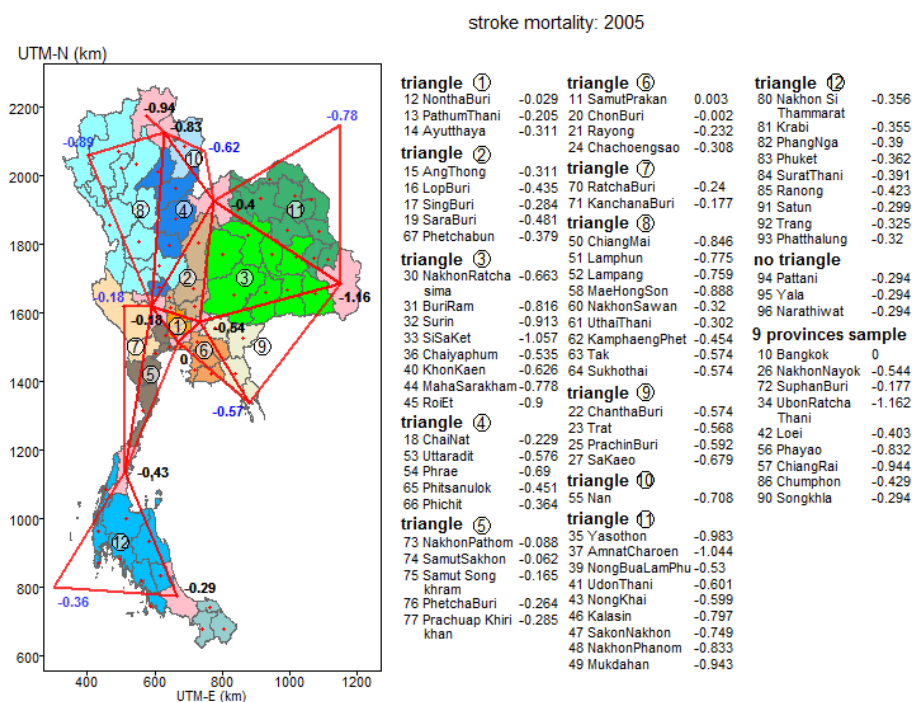 stroke mortality: 2005
UTM-N (km)
2200
2000
1800
1600
1400
1200
1000
800
600
400 600 800 1000 1200
UTM-E (km)
-0.94
-0.83
-0.89
-0.62
-0.78
-0.4
-0.18
-0.18
-0.54
-1.16
0
-0.57
-0.43
-0.36
-0.29
①
②
③
④
⑤
⑥
⑦
⑧
⑨
⑩
⑪
⑫
triangle ①
12 NonthaBuri -0.029
13 PathumThani -0.205
14 Ayutthaya -0.311
triangle ②
15 AngThong -0.311
16 LopBuri -0.435
17 SingBuri -0.284
19 SaraBuri -0.481
67 Phetchabun -0.379
triangle ③
30 NakhonRatcha -0.663
sima
31 BuriRam -0.816
32 Surin -0.913
33 SiSaKet -1.057
36 Chaiyaphum -0.535
40 KhonKaen -0.626
44 MahaSarakham -0.778
45 RoiEt -0.9
triangle ④
18 ChaiNat -0.229
53 Uttaradit -0.576
54 Phrae -0.69
65 Phitsanulok -0.451
66 Phichit -0.364
triangle ⑤
73 NakhonPathom -0.088
74 SamutSakhon -0.062
75 Samut Song -0.165
khram
76 PhetchaBuri -0.264
77 Prachuap Khiri -0.285
khan
triangle ⑥
11 SamutPrakan 0.003
20 ChonBuri -0.002
21 Rayong -0.232
24 Chachoengsao -0.308
triangle ⑦
70 RatchaBuri -0.24
71 KanchanaBuri -0.177
triangle ⑧
50 ChiangMai -0.846
51 Lamphun -0.775
52 Lampang -0.759
58 MaeHongSon -0.888
60 NakhonSawan -0.32
61 UthaiThani -0.302
62 KamphaengPhet -0.454
63 Tak -0.574
64 Sukhothai -0.574
triangle ⑨
22 ChanthaBuri -0.574
23 Trat -0.568
25 PrachinBuri -0.592
27 SaKaeo -0.679
triangle ⑩
55 Nan -0.708
triangle ⑪
35 Yasothon -0.983
37 AmnatCharoen -1.044
39 NongBuaLamPhu -0.53
41 UdonThani -0.601
43 NongKhai -0.599
46 Kalasin -0.797
47 SakonNakhon -0.749
48 NakhonPhanom -0.833
49 Mukdahan -0.943
triangle ⑫
80 Nakhon Si -0.356
Thammarat
81 Krabi -0.355
82 PhangNga -0.39
83 Phuket -0.362
84 SuratThani -0.391
85 Ranong -0.423
91 Satun -0.299
92 Trang -0.325
93 Phatthalung -0.32
no triangle
94 Pattani -0.294
95 Yala -0.294
96 Narathiwat -0.294
9 provinces sample
10 Bangkok 0
26 NakhonNayok -0.544
72 SuphanBuri -0.177
34 UbonRatcha -1.162
Thani
42 Loei -0.403
56 Phayao -0.832
57 ChiangRai -0.944
86 Chumphon -0.429
90 Songkhla -0.294